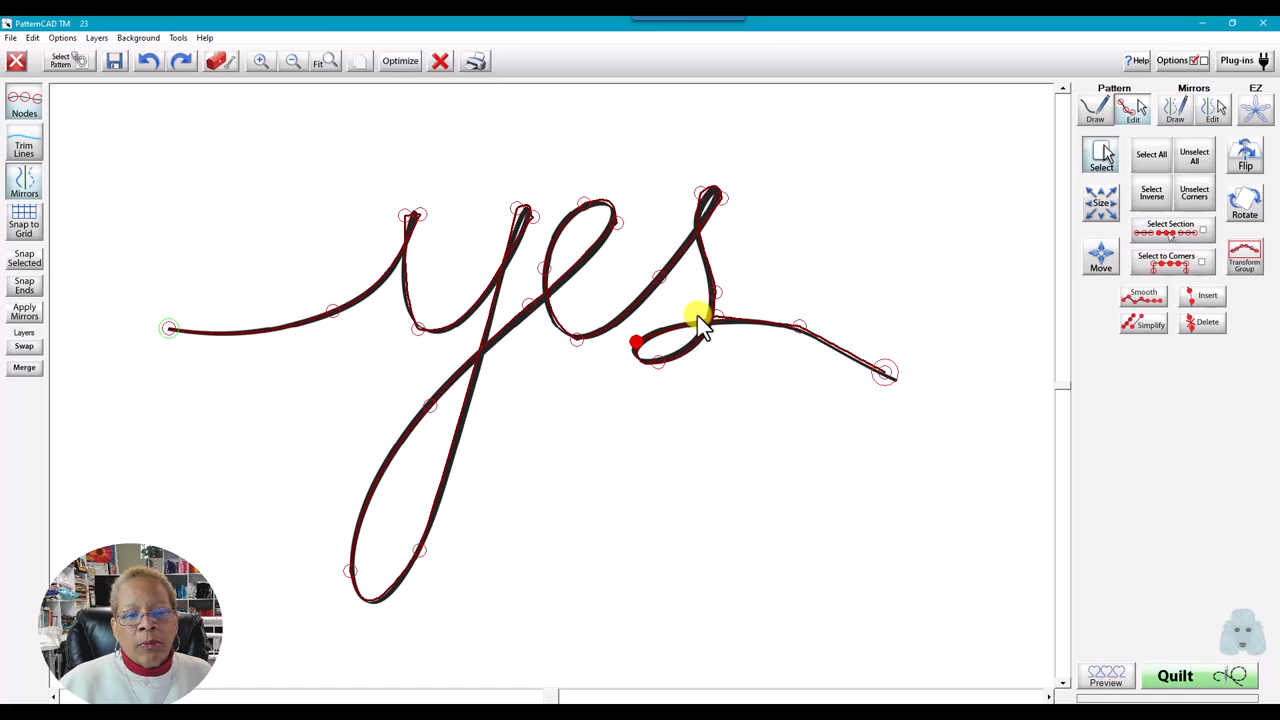 PatternCAD TM 23
File Edit Options Layers Background Tools Help
Select Pattern Fit Optimize ?Help Options Plug-ins
Pattern Mirrors EZ
Draw Edit Draw Edit
Nodes
Trim Lines
Mirrors
Snap to Grid
Snap Selected
Snap Ends
Apply Mirrors
Layers
Swap
Merge
Select Select All Unselect All Flip
Size Select Inverse Unselect Corners Rotate
Select Section
Move Select to Corners Transform Group
Smooth Insert
Simplify Delete
yes
Preview Quilt